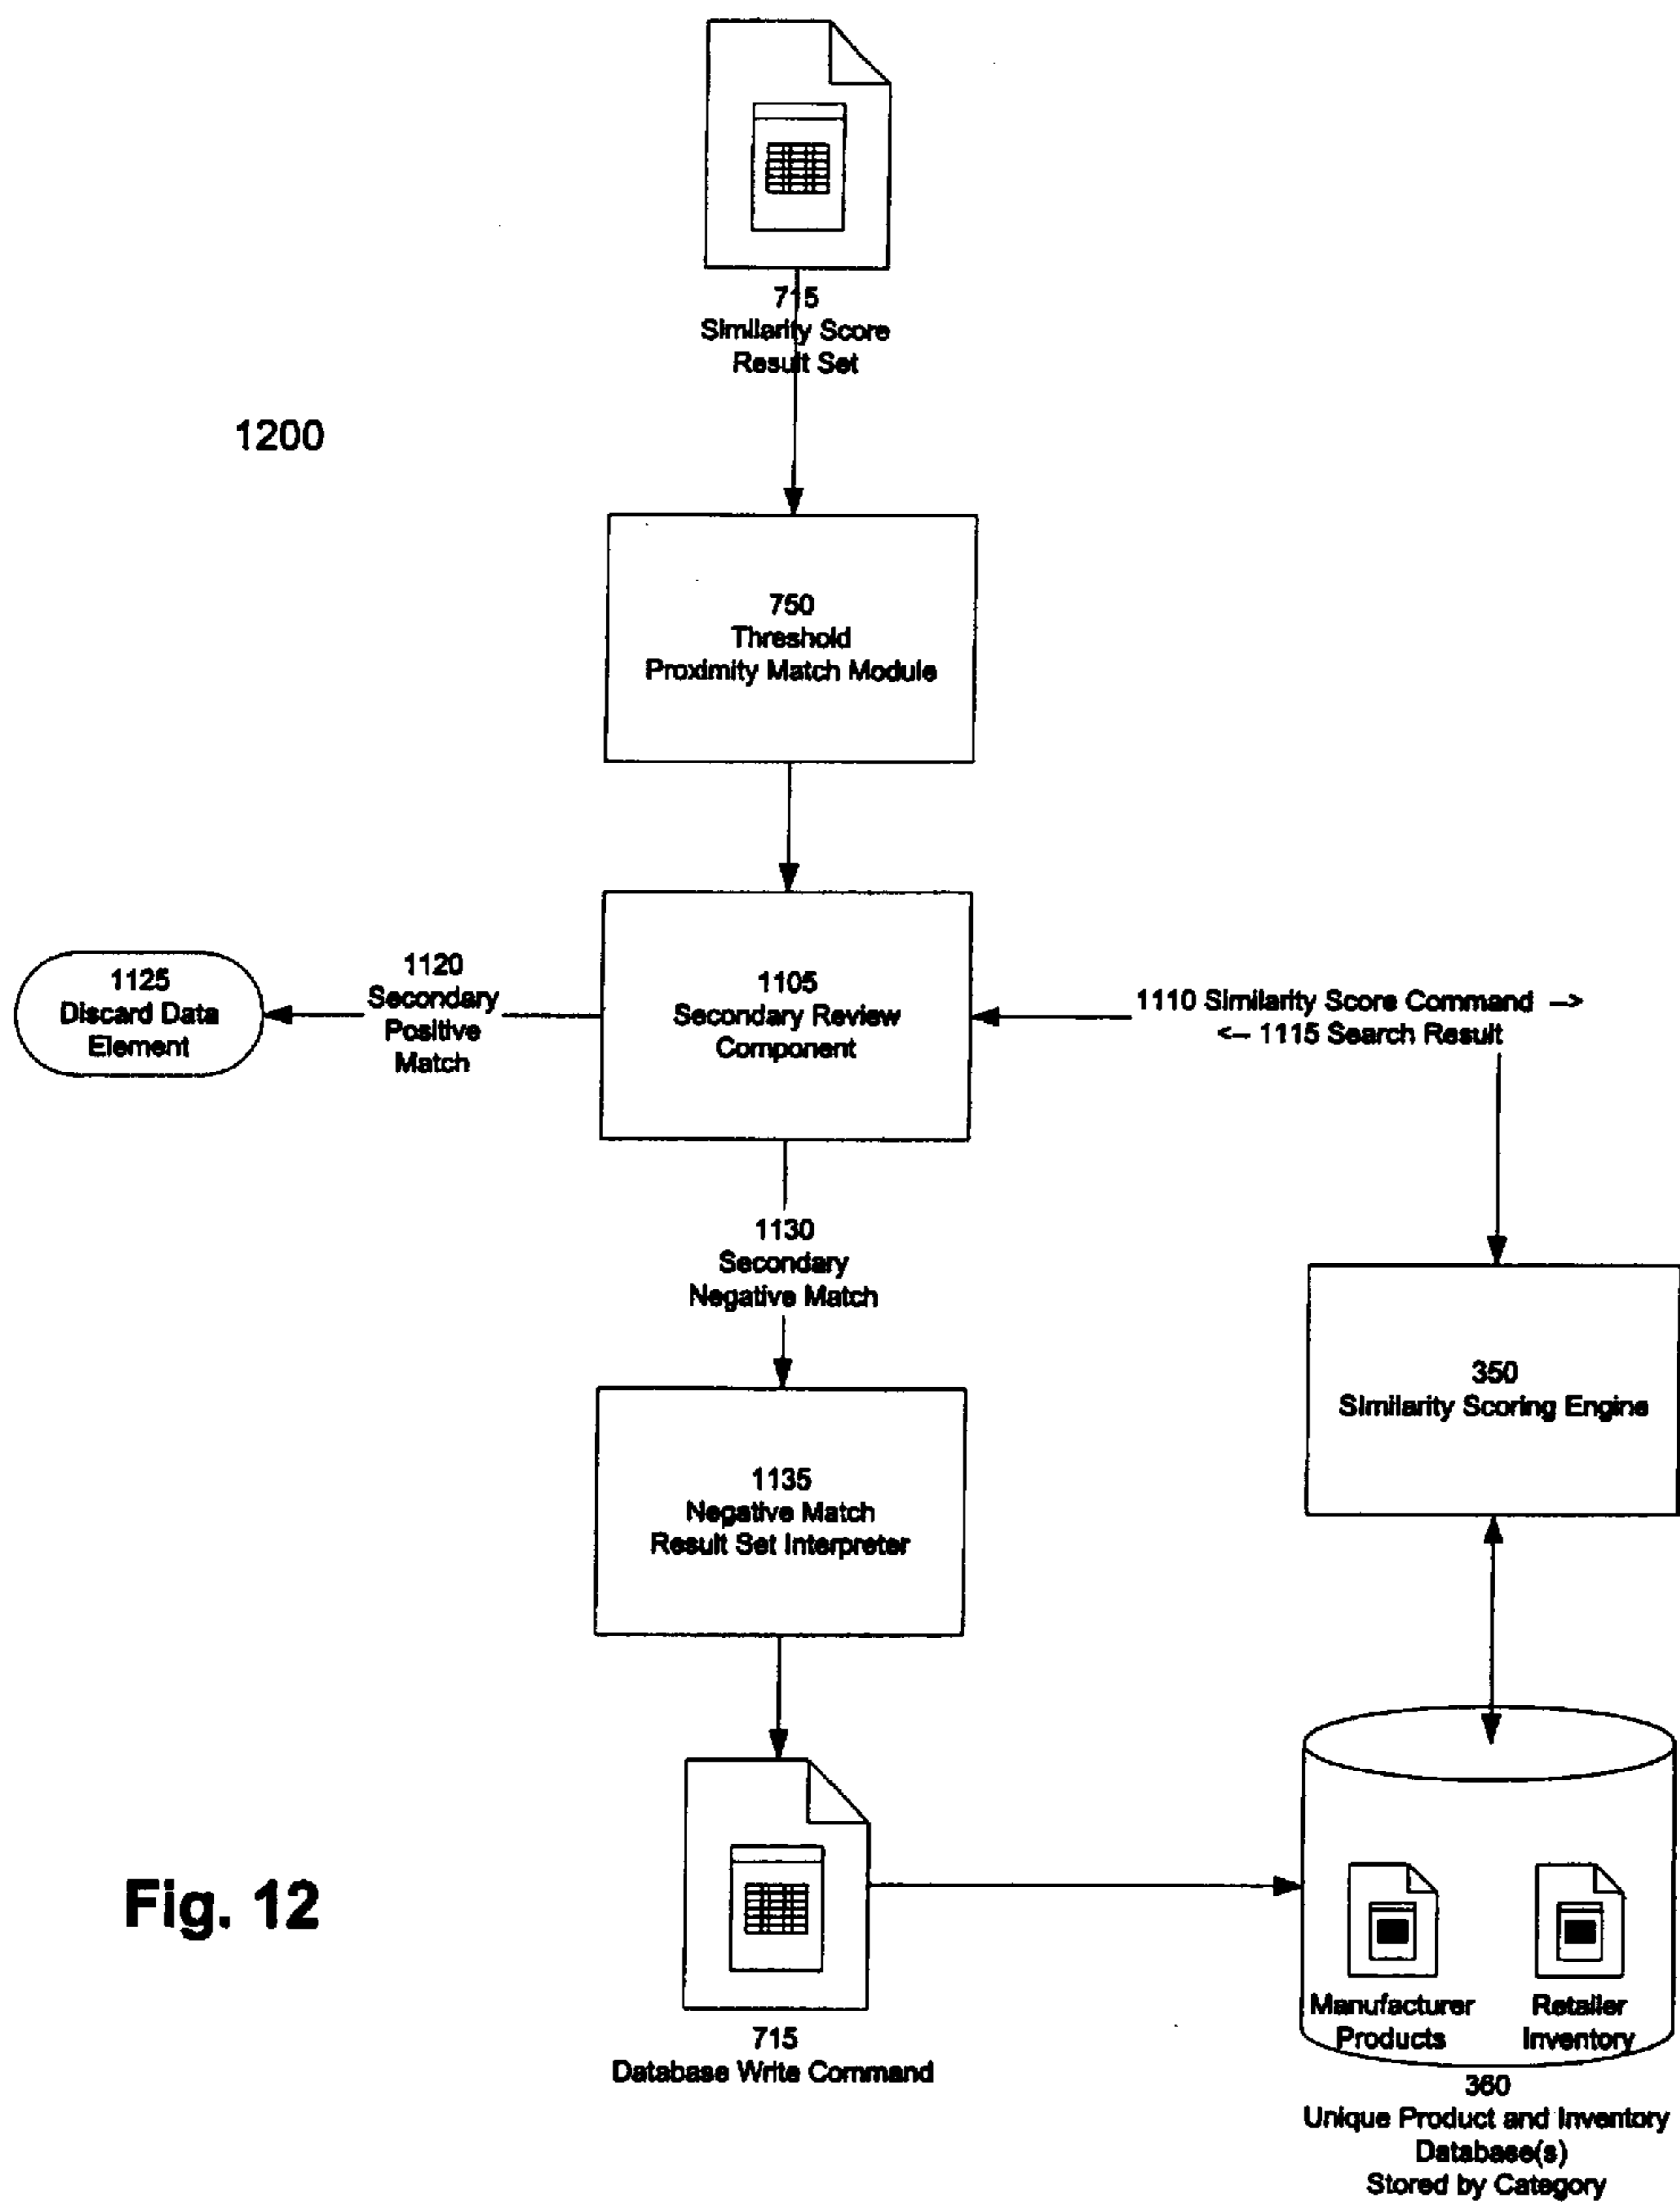 715
Similarity Score
Result Set
1200
750
Threshold
Proximity Match Module
1125
Discard Data
Element
1120
Secondary
Positive
Match
1105
Secondary Review
Component
1110 Similarity Score Command -->
<-- 1115 Search Result
1130
Secondary
Negative Match
350
Similarity Scoring Engine
1135
Negative Match
Result Set Interpreter
Fig. 12
715
Database Write Command
Manufacturer
Products
Retailer
Inventory
360
Unique Product and Inventory
Database(s)
Stored by Category